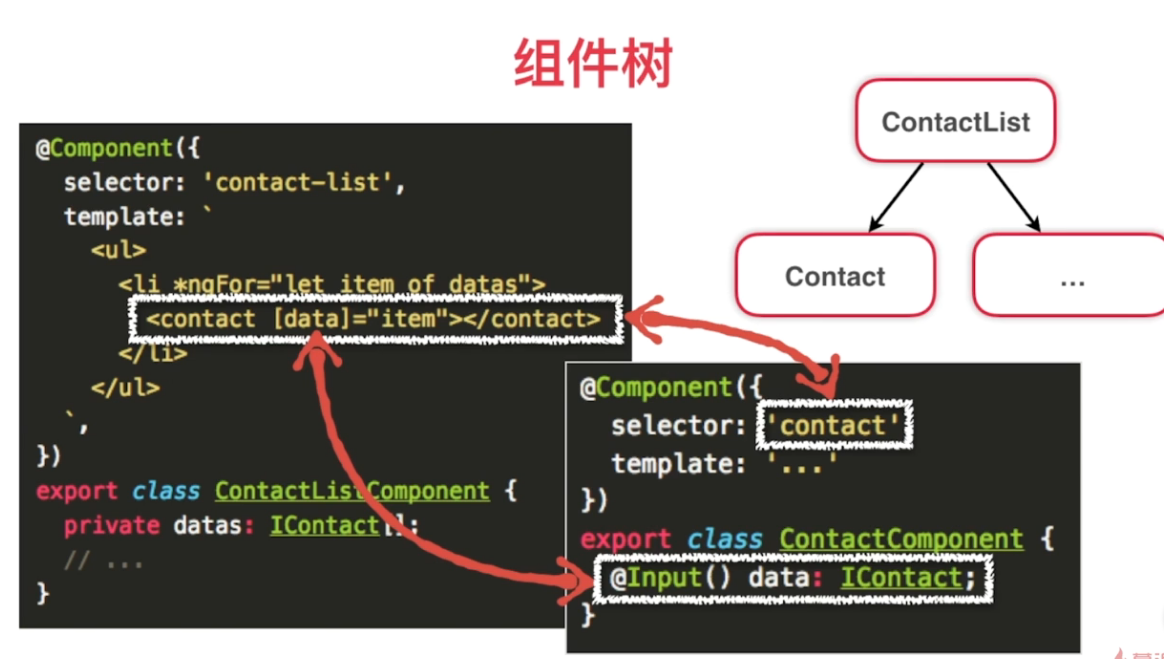 组件树
ContactList
Contact
...
@Component({
selector: 'contact-list',
template: `
<ul>
<li *ngFor="let item of datas">
<contact [data]="item"></contact>
</li>
</ul>
`,
})
export class ContactListComponent {
private datas: IContact[];
// ...
}
@Component({
selector: 'contact'
template: '...'
})
export class ContactComponent {
@Input() data: IContact;
}